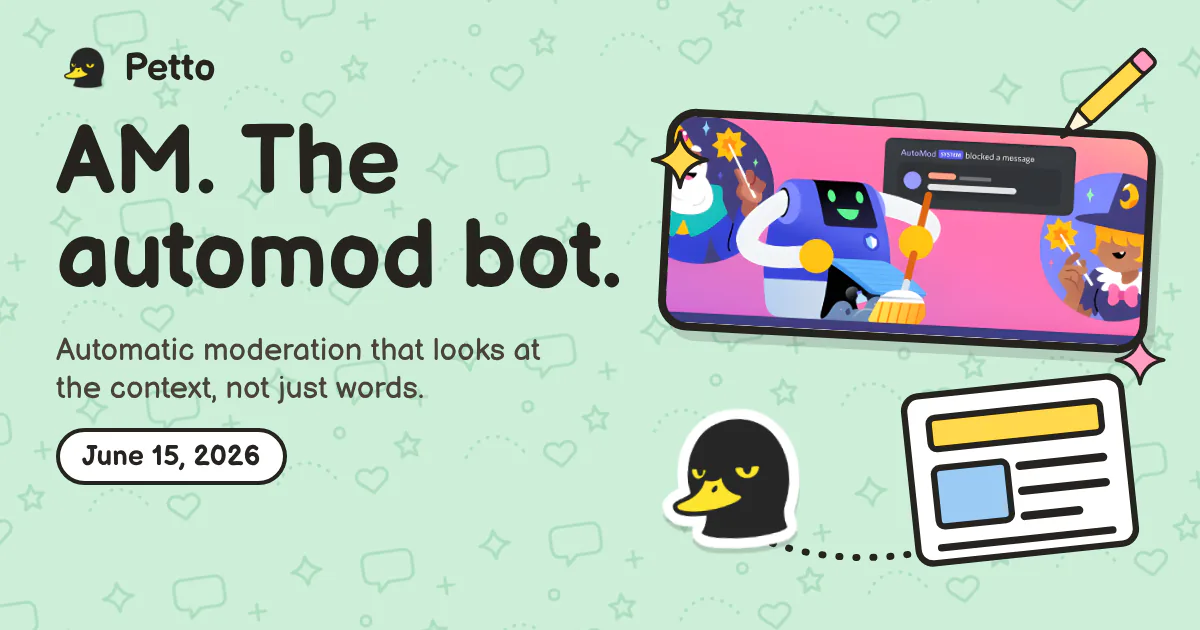 Petto
AM. The
automod bot.
Automatic moderation that looks at
the context, not just words.
June 15, 2026
AutoMod SYSTEM blocked a message